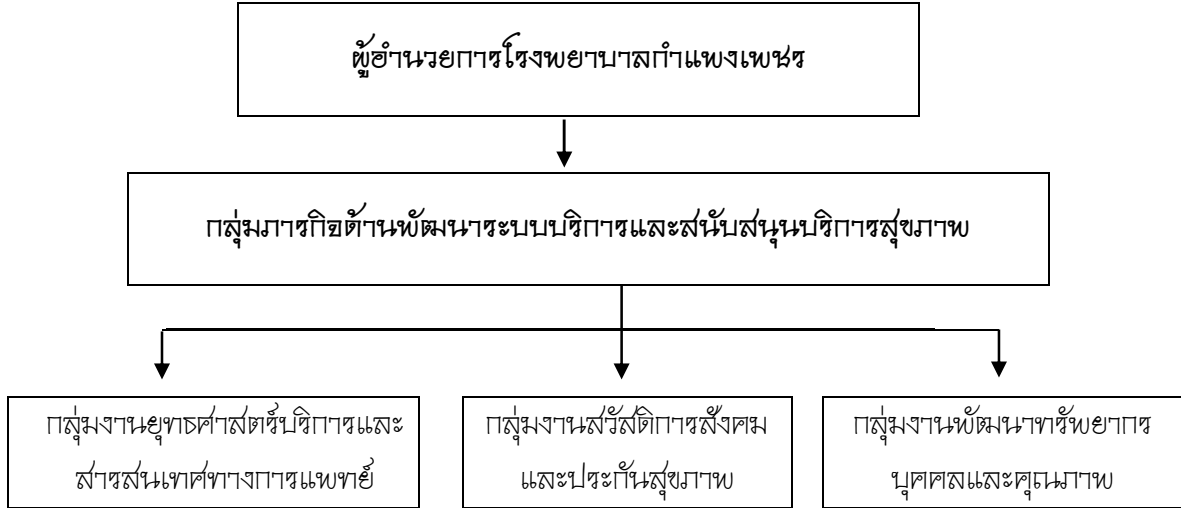 ผู้อำนวยการโรงพยาบาลกำแพงเพชร
กลุ่มภารกิจด้านพัฒนาระบบบริการและสนับสนุนบริการสุขภาพ
กลุ่มงานยุทธศาสตร์บริการและ
สารสนเทศทางการแพทย์
กลุ่มงานสวัสดิการสังคม
และประกันสุขภาพ
กลุ่มงานพัฒนาทรัพยากร
บุคคลและคุณภาพ